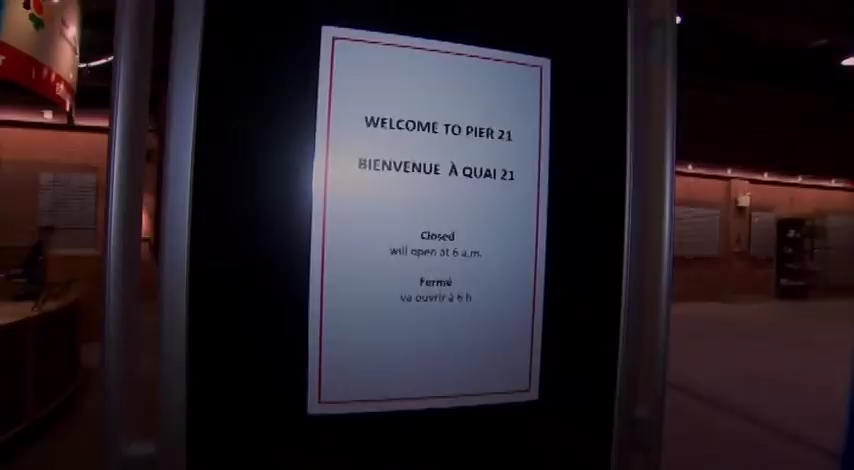 WELCOME TO PIER 21
BIENVENUE À QUAI 21
Closed
will open at 6 a.m.
Fermé
va ouvrir à 6 h